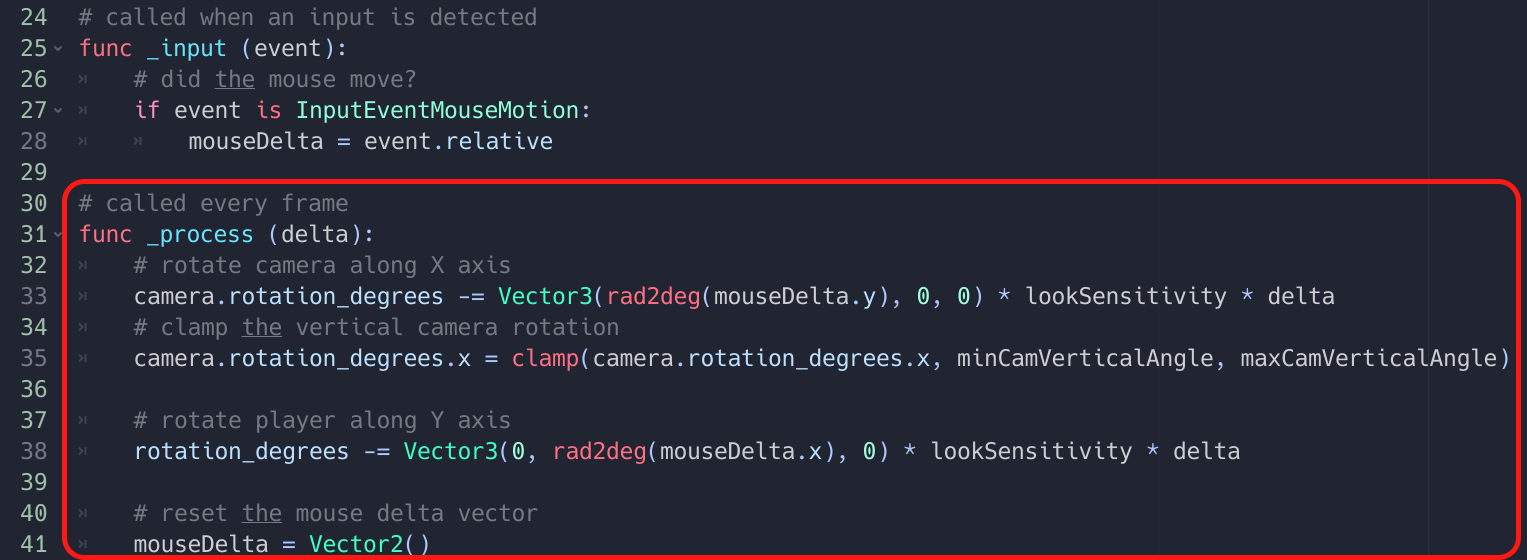 24 # called when an input is detected
25 func _input (event):
26 # did the mouse move?
27 if event is InputEventMouseMotion:
28 mouseDelta = event.relative
29
30 # called every frame
31 func _process (delta):
32 # rotate camera along X axis
33 camera.rotation_degrees -= Vector3(rad2deg(mouseDelta.y), 0, 0) * lookSensitivity * delta
34 # clamp the vertical camera rotation
35 camera.rotation_degrees.x = clamp(camera.rotation_degrees.x, minCamVerticalAngle, maxCamVerticalAngle)
36
37 # rotate player along Y axis
38 rotation_degrees -= Vector3(0, rad2deg(mouseDelta.x), 0) * lookSensitivity * delta
39
40 # reset the mouse delta vector
41 mouseDelta = Vector2()